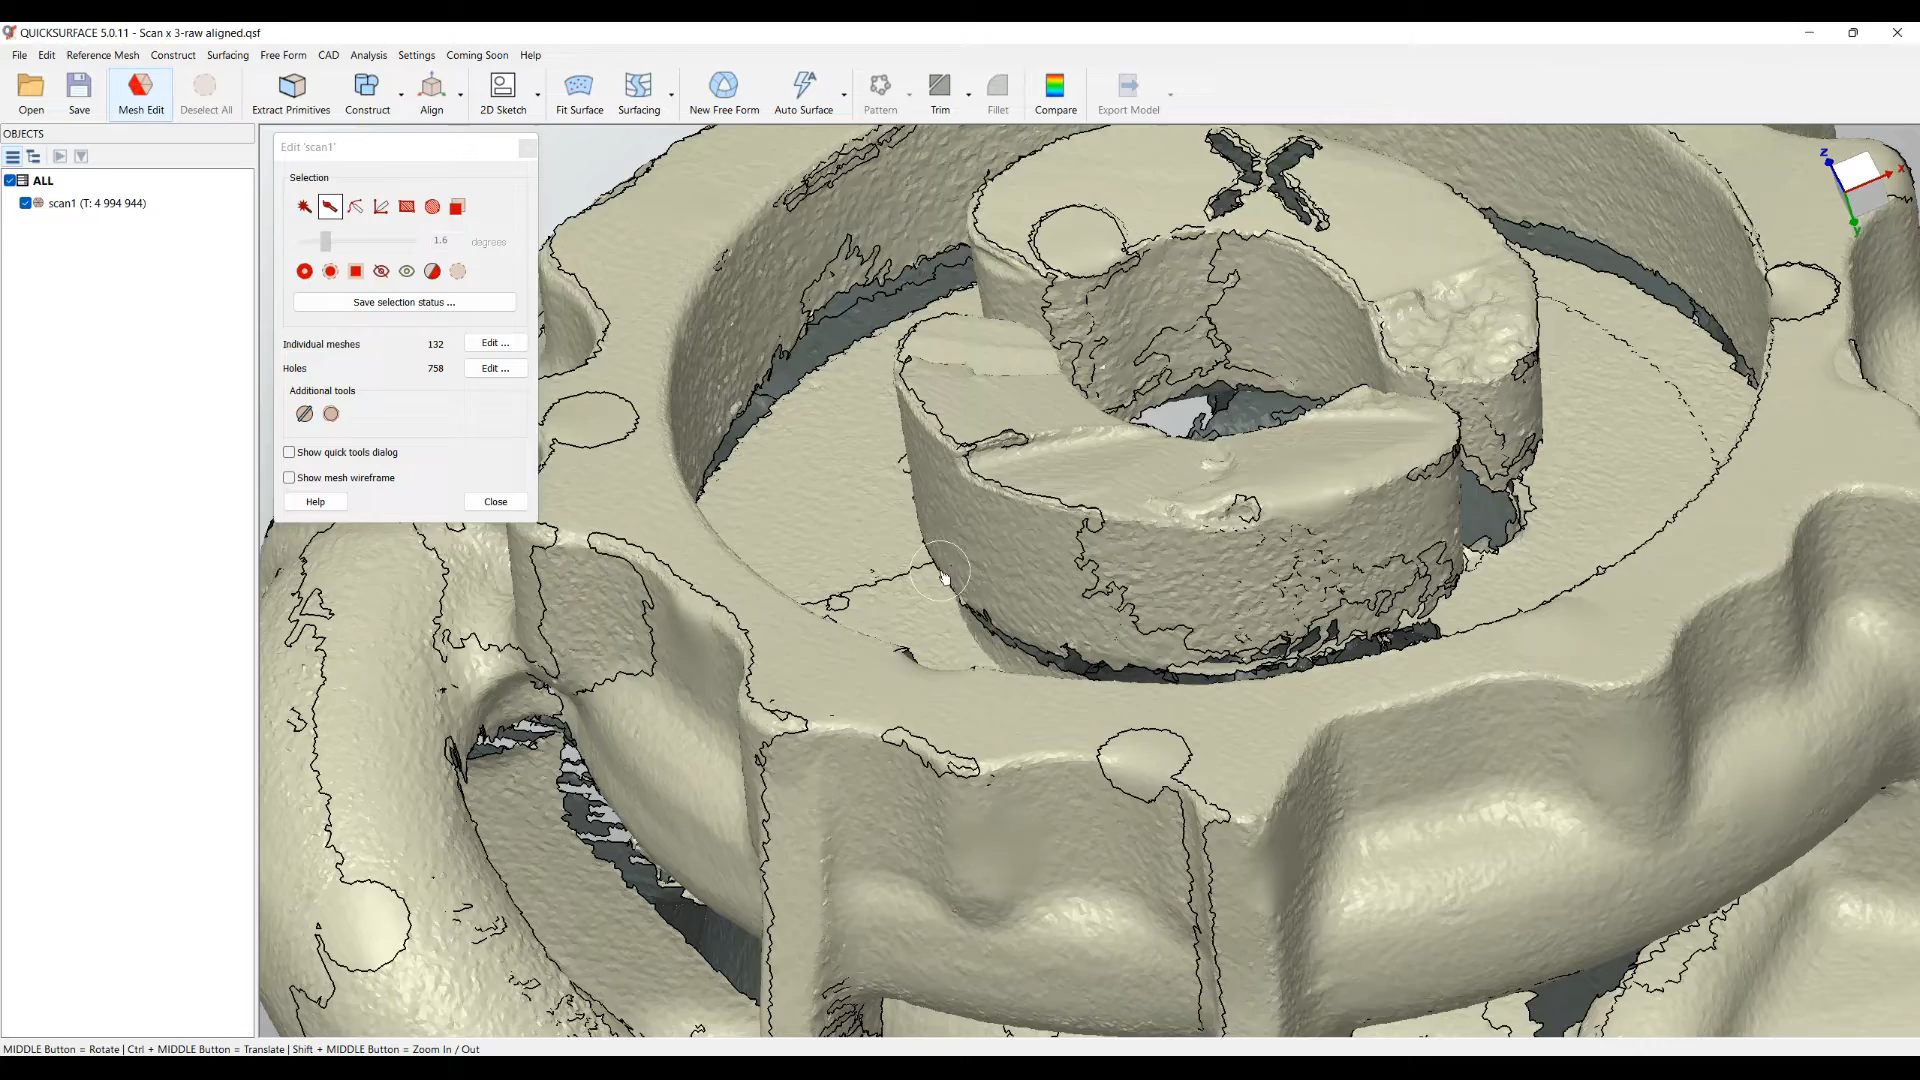 QUICKSURFACE 5.0.11 - Scan x 3-raw aligned.qsf
File Edit Reference Mesh Construct Surfacing Free Form CAD Analysis Settings Coming Soon Help
Open Save Mesh Edit Deselect All Extract Primitives Construct Align 2D Sketch Fit Surface Surfacing New Free Form Auto Surface Pattern Trim Fillet Compare Export Model
OBJECTS
ALL
scan1 (T: 4 994 944)
Edit 'scan1'
Selection
1.6 degrees
Save selection status ...
Individual meshes 132 Edit ...
Holes 758 Edit ...
Additional tools
Show quick tools dialog
Show mesh wireframe
Help Close
Z
X
Y
MIDDLE Button = Rotate | Ctrl + MIDDLE Button = Translate | Shift + MIDDLE Button = Zoom In / Out